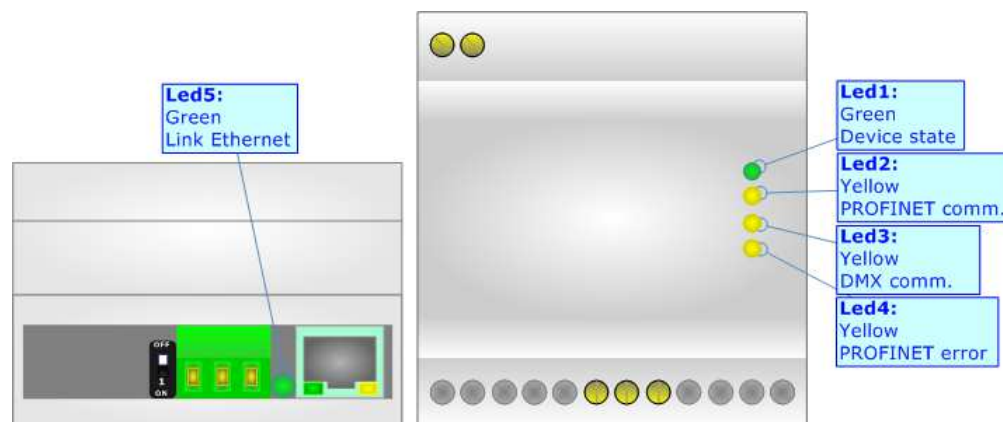 Led5:
Green
Link Ethernet
OFF
1
ON
Led1:
Green
Device state
Led2:
Yellow
PROFINET comm.
Led3:
Yellow
DMX comm.
Led4:
Yellow
PROFINET error